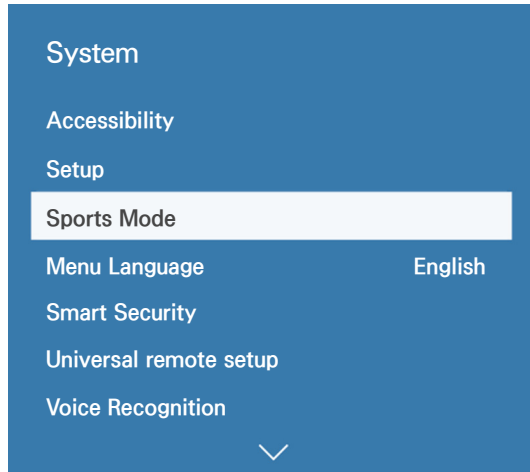 System
Accessibility
Setup
Sports Mode
Menu Language English
Smart Security
Universal remote setup
Voice Recognition